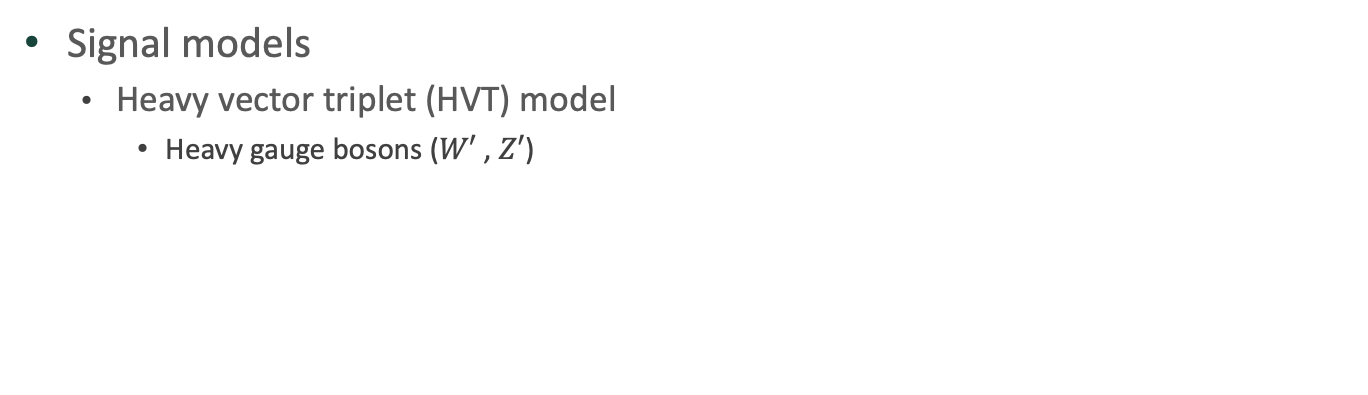 • Signal models
• Heavy vector triplet (HVT) model
• Heavy gauge bosons (W′ , Z′)